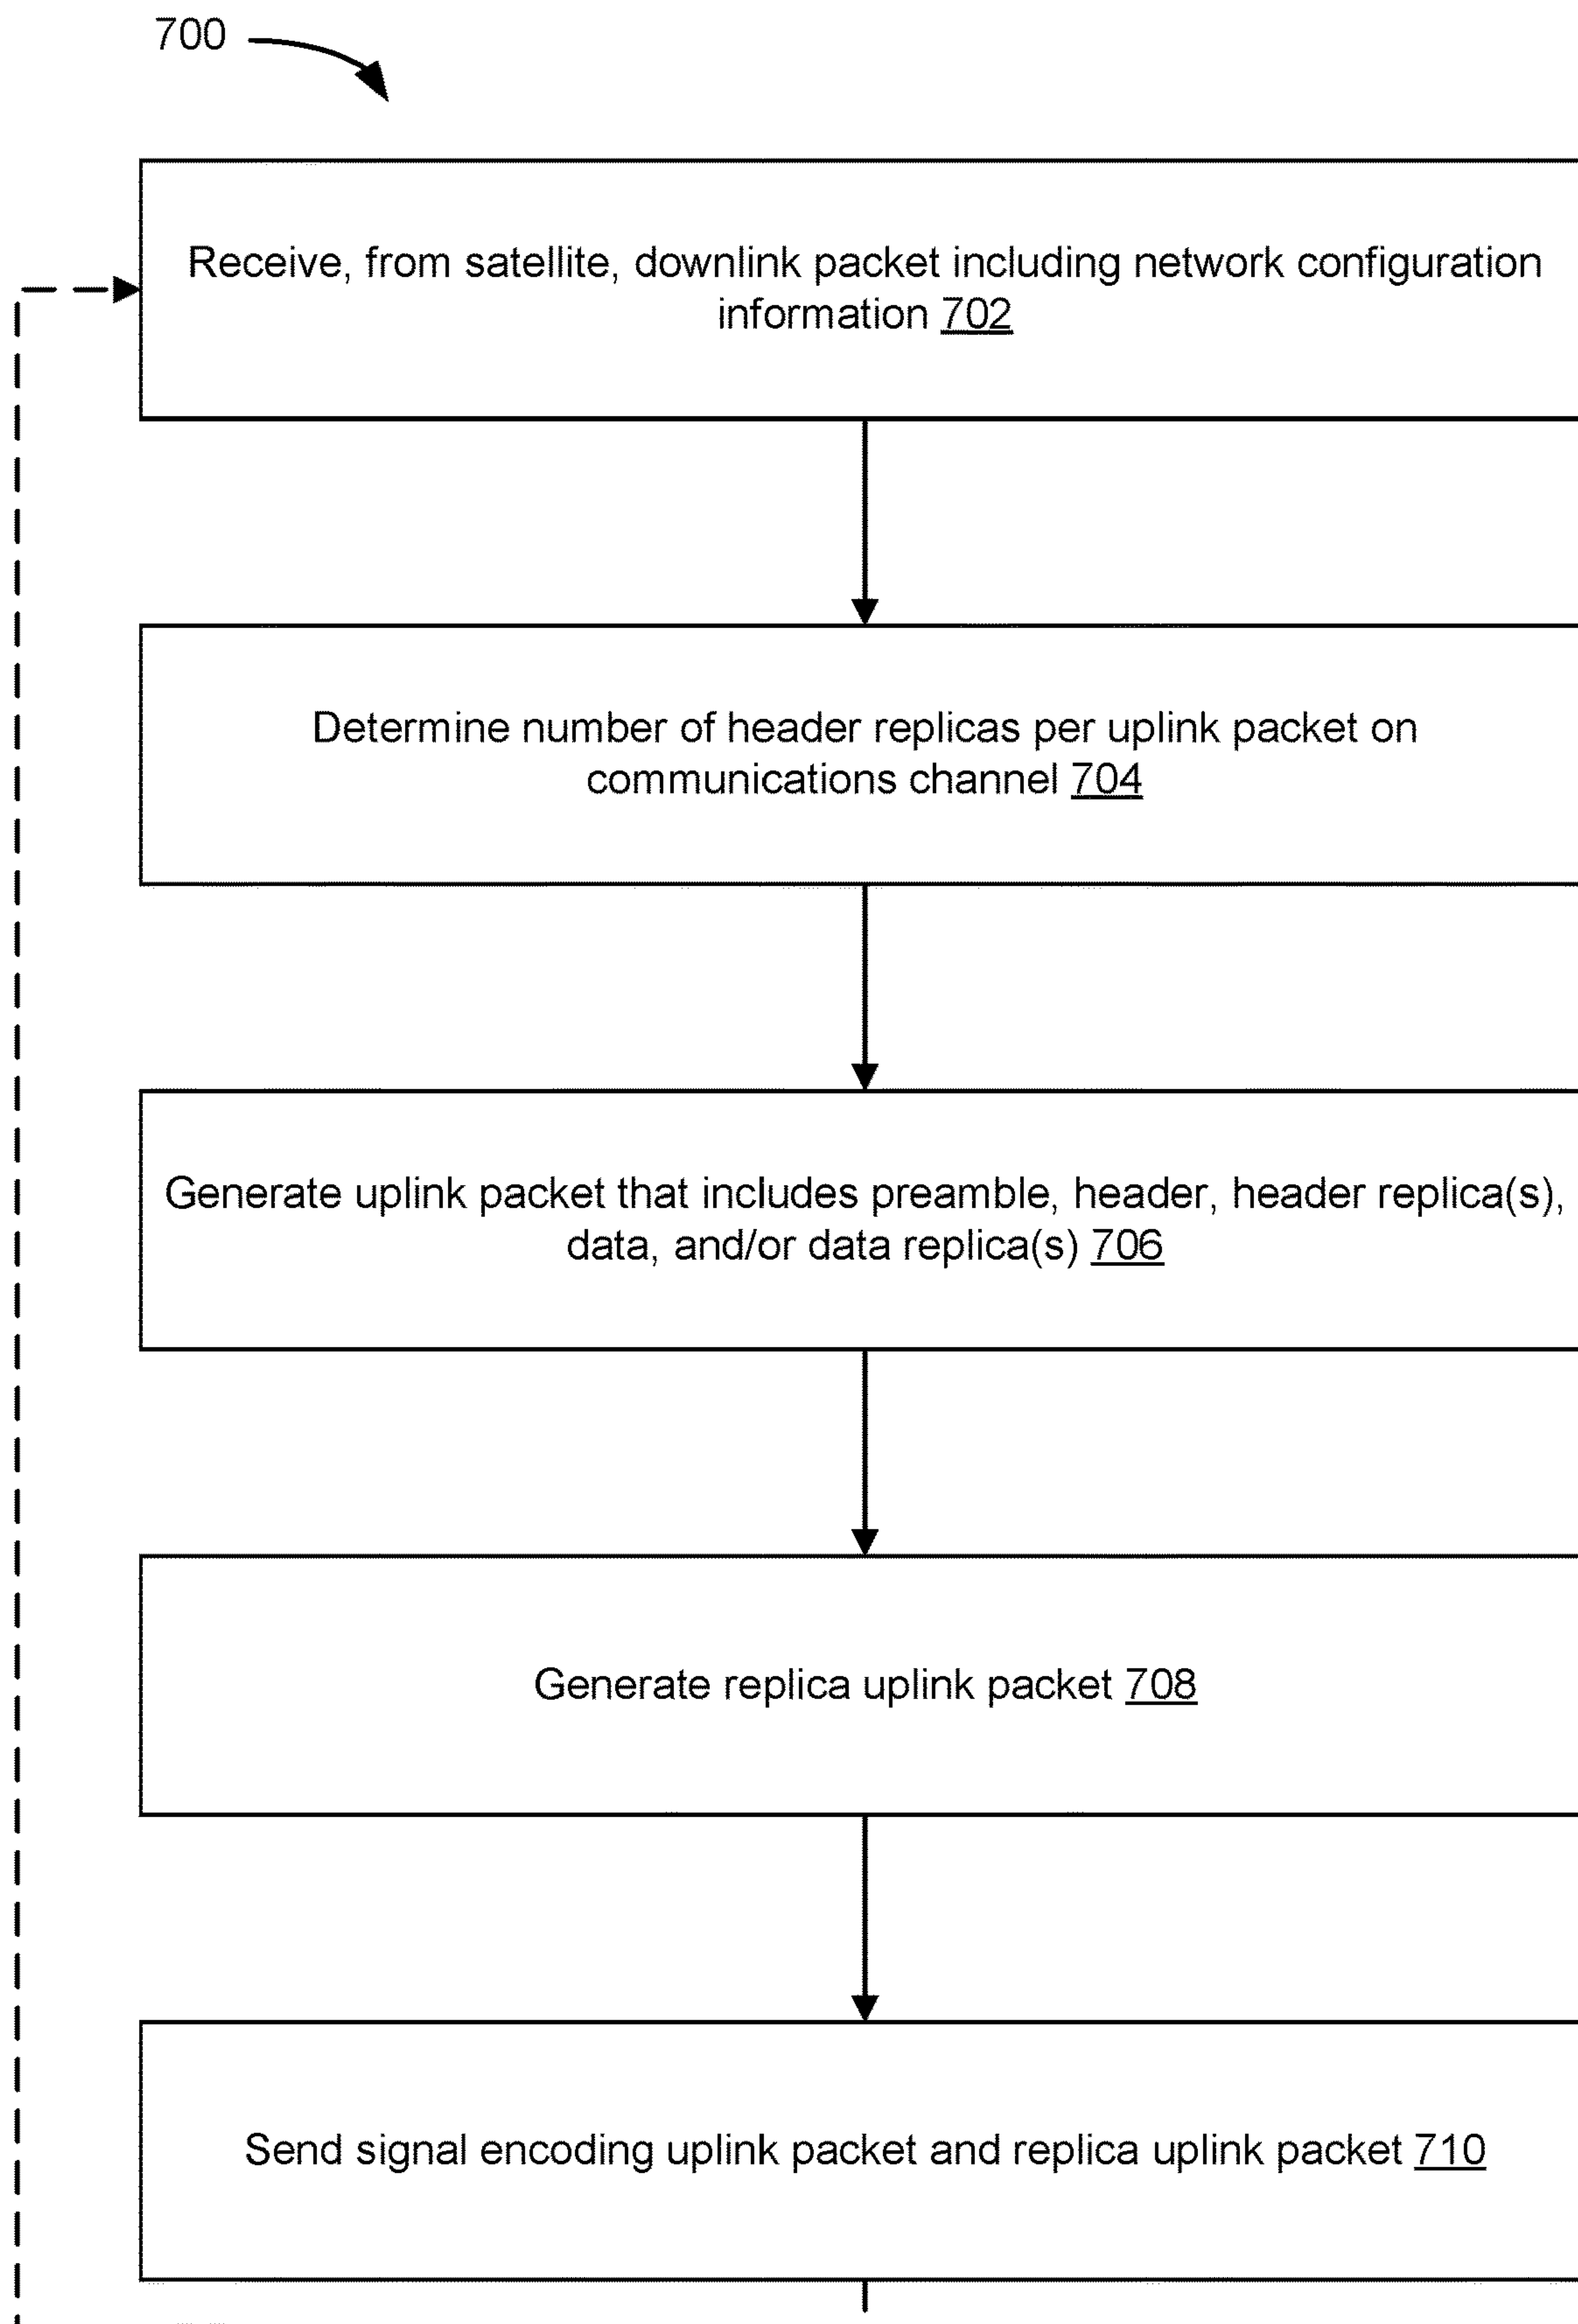 700
Receive, from satellite, downlink packet including network configuration
information 702
Determine number of header replicas per uplink packet on
communications channel 704
Generate uplink packet that includes preamble, header, header replica(s),
data, and/or data replica(s) 706
Generate replica uplink packet 708
Send signal encoding uplink packet and replica uplink packet 710